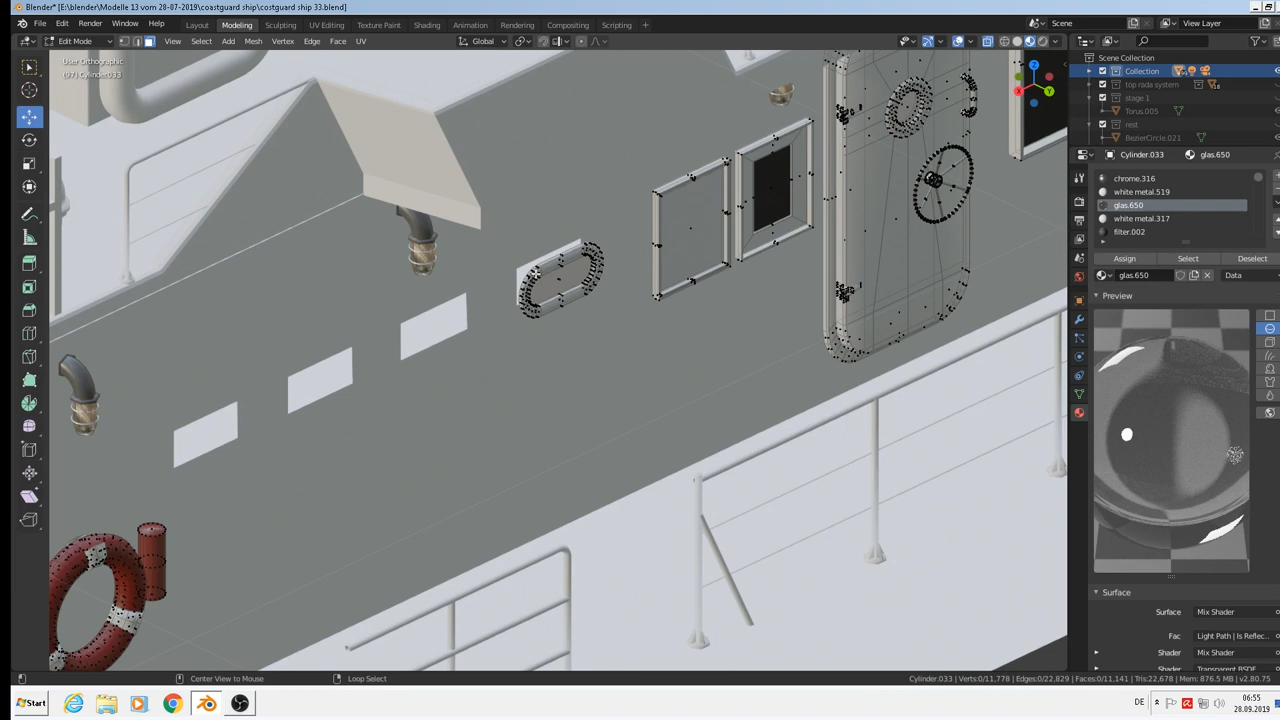 Blender* [E:\blender\Modelle 13 vom 28-07-2019\coastguard ship\costguard ship 33.blend]
File Edit Render Window Help Layout Modeling Sculpting UV Editing Texture Paint Shading Animation Rendering Compositing Scripting + Scene View Layer
Edit Mode View Select Add Mesh Vertex Edge Face UV Global
User Orthographic
(97) Cylinder.033
Scene Collection
Collection
top rada system
stage 1
Torus.005
rest
BezierCircle.021
Cylinder.033 glas.650
chrome.316
white metal.519
glas.650
white metal.317
filter.002
Assign Select Deselect
glas.650 Data
Preview
Surface
Surface Mix Shader
Fac Light Path | Is Reflec...
Shader Mix Shader
Shader Transparent BSDF
Center View to Mouse Loop Select Cylinder.033 | Verts:0/11,778 | Edges:0/22,829 | Faces:0/11,141 | Tris:22,678 | Mem: 876.5 MB | v2.80.75
Start DE 06:55
28.09.2019